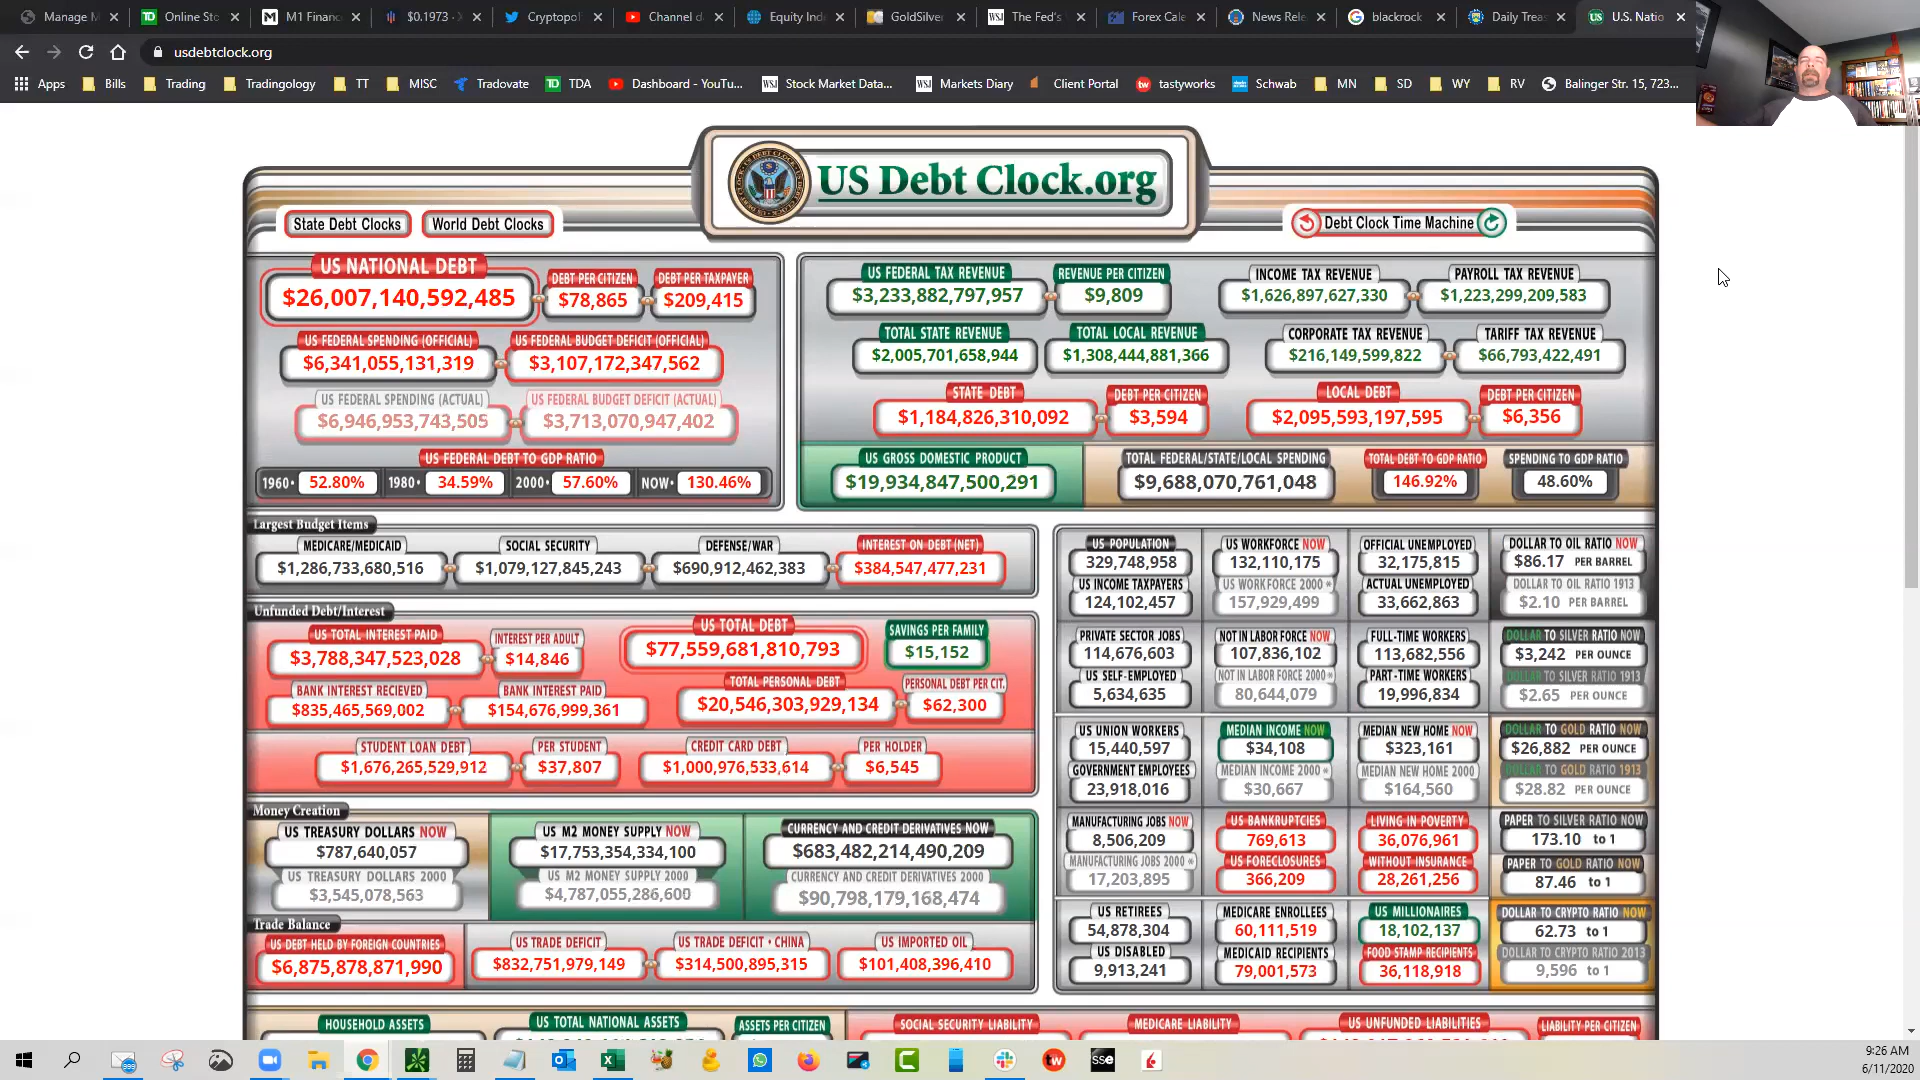 Manage M
Online Sto
M1 Financ
$0.1973 ·
Cryptopol
Channel d
Equity Ind
GoldSilver
The Fed's
Forex Cale
News Rele
blackrock
Daily Treas
U.S. Natio
usdebtclock.org
Apps
Bills
Trading
Tradingology
TT
MISC
Tradovate
TDA
Dashboard - YouTu...
Stock Market Data...
Markets Diary
Client Portal
tastyworks
Schwab
MN
SD
WY
RV
Balinger Str. 15, 723...
US Debt Clock.org
State Debt Clocks
World Debt Clocks
Debt Clock Time Machine
US NATIONAL DEBT
$26,007,140,592,485
DEBT PER CITIZEN
$78,865
DEBT PER TAXPAYER
$209,415
US FEDERAL SPENDING (OFFICIAL)
$6,341,055,131,319
US FEDERAL BUDGET DEFICIT (OFFICIAL)
$3,107,172,347,562
US FEDERAL SPENDING (ACTUAL)
$6,946,953,743,505
US FEDERAL BUDGET DEFICIT (ACTUAL)
$3,713,070,947,402
US FEDERAL DEBT TO GDP RATIO
1960• 52.80%
1980• 34.59%
2000• 57.60%
NOW• 130.46%
US FEDERAL TAX REVENUE
$3,233,882,797,957
REVENUE PER CITIZEN
$9,809
INCOME TAX REVENUE
$1,626,897,627,330
PAYROLL TAX REVENUE
$1,223,299,209,583
TOTAL STATE REVENUE
$2,005,701,658,944
TOTAL LOCAL REVENUE
$1,308,444,881,366
CORPORATE TAX REVENUE
$216,149,599,822
TARIFF TAX REVENUE
$66,793,422,491
STATE DEBT
$1,184,826,310,092
DEBT PER CITIZEN
$3,594
LOCAL DEBT
$2,095,593,197,595
DEBT PER CITIZEN
$6,356
US GROSS DOMESTIC PRODUCT
$19,934,847,500,291
TOTAL FEDERAL/STATE/LOCAL SPENDING
$9,688,070,761,048
TOTAL DEBT TO GDP RATIO
146.92%
SPENDING TO GDP RATIO
48.60%
Largest Budget Items
MEDICARE/MEDICAID
$1,286,733,680,516
SOCIAL SECURITY
$1,079,127,845,243
DEFENSE/WAR
$690,912,462,383
INTEREST ON DEBT (NET)
$384,547,477,231
Unfunded Debt/Interest
US TOTAL INTEREST PAID
$3,788,347,523,028
INTEREST PER ADULT
$14,846
US TOTAL DEBT
$77,559,681,810,793
SAVINGS PER FAMILY
$15,152
BANK INTEREST RECIEVED
$835,465,569,002
BANK INTEREST PAID
$154,676,999,361
TOTAL PERSONAL DEBT
$20,546,303,929,134
PERSONAL DEBT PER CIT.
$62,300
STUDENT LOAN DEBT
$1,676,265,529,912
PER STUDENT
$37,807
CREDIT CARD DEBT
$1,000,976,533,614
PER HOLDER
$6,545
Money Creation
US TREASURY DOLLARS NOW
$787,640,057
US TREASURY DOLLARS 2000
$3,545,078,563
US M2 MONEY SUPPLY NOW
$17,753,354,334,100
US M2 MONEY SUPPLY 2000
$4,787,055,286,600
CURRENCY AND CREDIT DERIVATIVES NOW
$683,482,214,490,209
CURRENCY AND CREDIT DERIVATIVES 2000
$90,798,179,168,474
Trade Balance
US DEBT HELD BY FOREIGN COUNTRIES
$6,875,878,871,990
US TRADE DEFICIT
$832,751,979,149
US TRADE DEFICIT • CHINA
$314,500,895,315
US IMPORTED OIL
$101,408,396,410
US POPULATION
329,748,958
US INCOME TAXPAYERS
124,102,457
US WORKFORCE NOW
132,110,175
US WORKFORCE 2000
157,929,499
OFFICIAL UNEMPLOYED
32,175,815
ACTUAL UNEMPLOYED
33,662,863
DOLLAR TO OIL RATIO NOW
$86.17 PER BARREL
DOLLAR TO OIL RATIO 1913
$2.10 PER BARREL
PRIVATE SECTOR JOBS
114,676,603
US SELF-EMPLOYED
5,634,635
NOT IN LABOR FORCE NOW
107,836,102
NOT IN LABOR FORCE 2000
80,644,079
FULL-TIME WORKERS
113,682,556
PART-TIME WORKERS
19,996,834
DOLLAR TO SILVER RATIO NOW
$3,242 PER OUNCE
DOLLAR TO SILVER RATIO 1913
$2.65 PER OUNCE
US UNION WORKERS
15,440,597
GOVERNMENT EMPLOYEES
23,918,016
MEDIAN INCOME NOW
$34,108
MEDIAN INCOME 2000
$30,667
MEDIAN NEW HOME NOW
$323,161
MEDIAN NEW HOME 2000
$164,560
DOLLAR TO GOLD RATIO NOW
$26,882 PER OUNCE
DOLLAR TO GOLD RATIO 1913
$28.82 PER OUNCE
MANUFACTURING JOBS NOW
8,506,209
MANUFACTURING JOBS 2000
17,203,895
US BANKRUPTCIES
769,613
US FORECLOSURES
366,209
LIVING IN POVERTY
36,076,961
WITHOUT INSURANCE
28,261,256
PAPER TO SILVER RATIO NOW
173.10 to 1
PAPER TO GOLD RATIO NOW
87.46 to 1
US RETIREES
54,878,304
US DISABLED
9,913,241
MEDICARE ENROLLEES
60,111,519
MEDICAID RECIPIENTS
79,001,573
US MILLIONAIRES
18,102,137
FOOD STAMP RECIPIENTS
36,118,918
DOLLAR TO CRYPTO RATIO NOW
62.73 to 1
DOLLAR TO CRYPTO RATIO 2013
9,596 to 1
HOUSEHOLD ASSETS
US TOTAL NATIONAL ASSETS
ASSETS PER CITIZEN
SOCIAL SECURITY LIABILITY
MEDICARE LIABILITY
US UNFUNDED LIABILITIES
LIABILITY PER CITIZEN
9:26 AM
6/11/2020